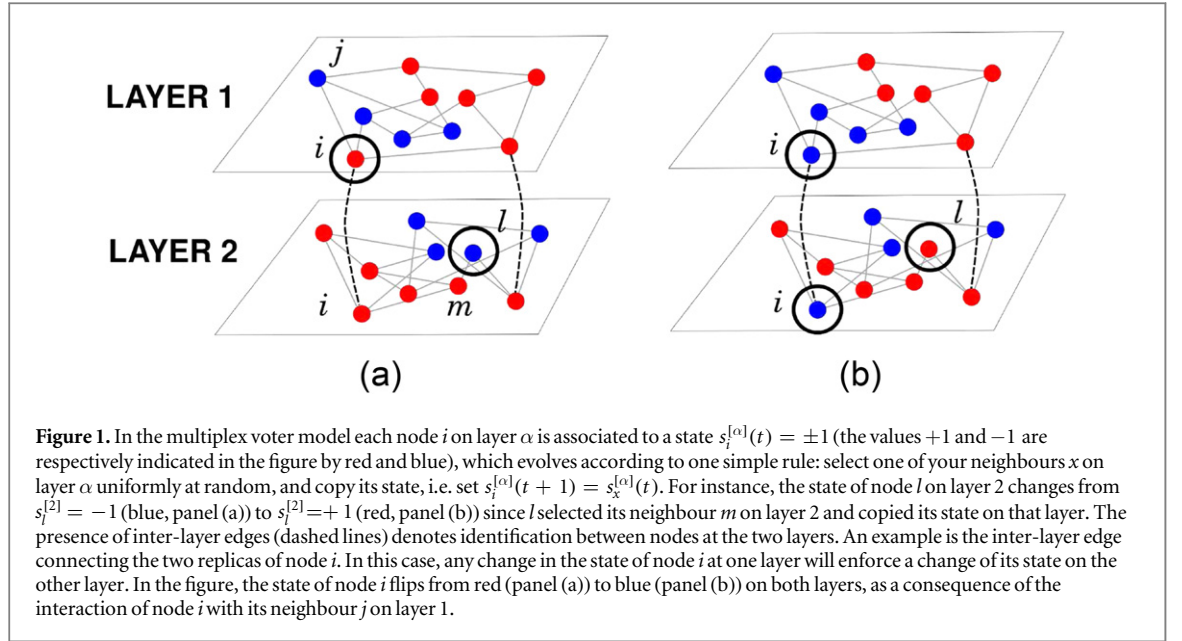 j
LAYER 1
i
i
l
l
LAYER 2
i
m
i
(a)
(b)
Figure 1. In the multiplex voter model each node i on layer α is associated to a state s_i^{[α]}(t) = ±1 (the values +1 and −1 are
respectively indicated in the figure by red and blue), which evolves according to one simple rule: select one of your neighbours x on
layer α uniformly at random, and copy its state, i.e. set s_i^{[α]}(t + 1) = s_x^{[α]}(t). For instance, the state of node l on layer 2 changes from
s_l^{[2]} = −1 (blue, panel (a)) to s_l^{[2]} =+ 1 (red, panel (b)) since l selected its neighbour m on layer 2 and copied its state on that layer. The
presence of inter-layer edges (dashed lines) denotes identification between nodes at the two layers. An example is the inter-layer edge
connecting the two replicas of node i. In this case, any change in the state of node i at one layer will enforce a change of its state on the
other layer. In the figure, the state of node i flips from red (panel (a)) to blue (panel (b)) on both layers, as a consequence of the
interaction of node i with its neighbour j on layer 1.